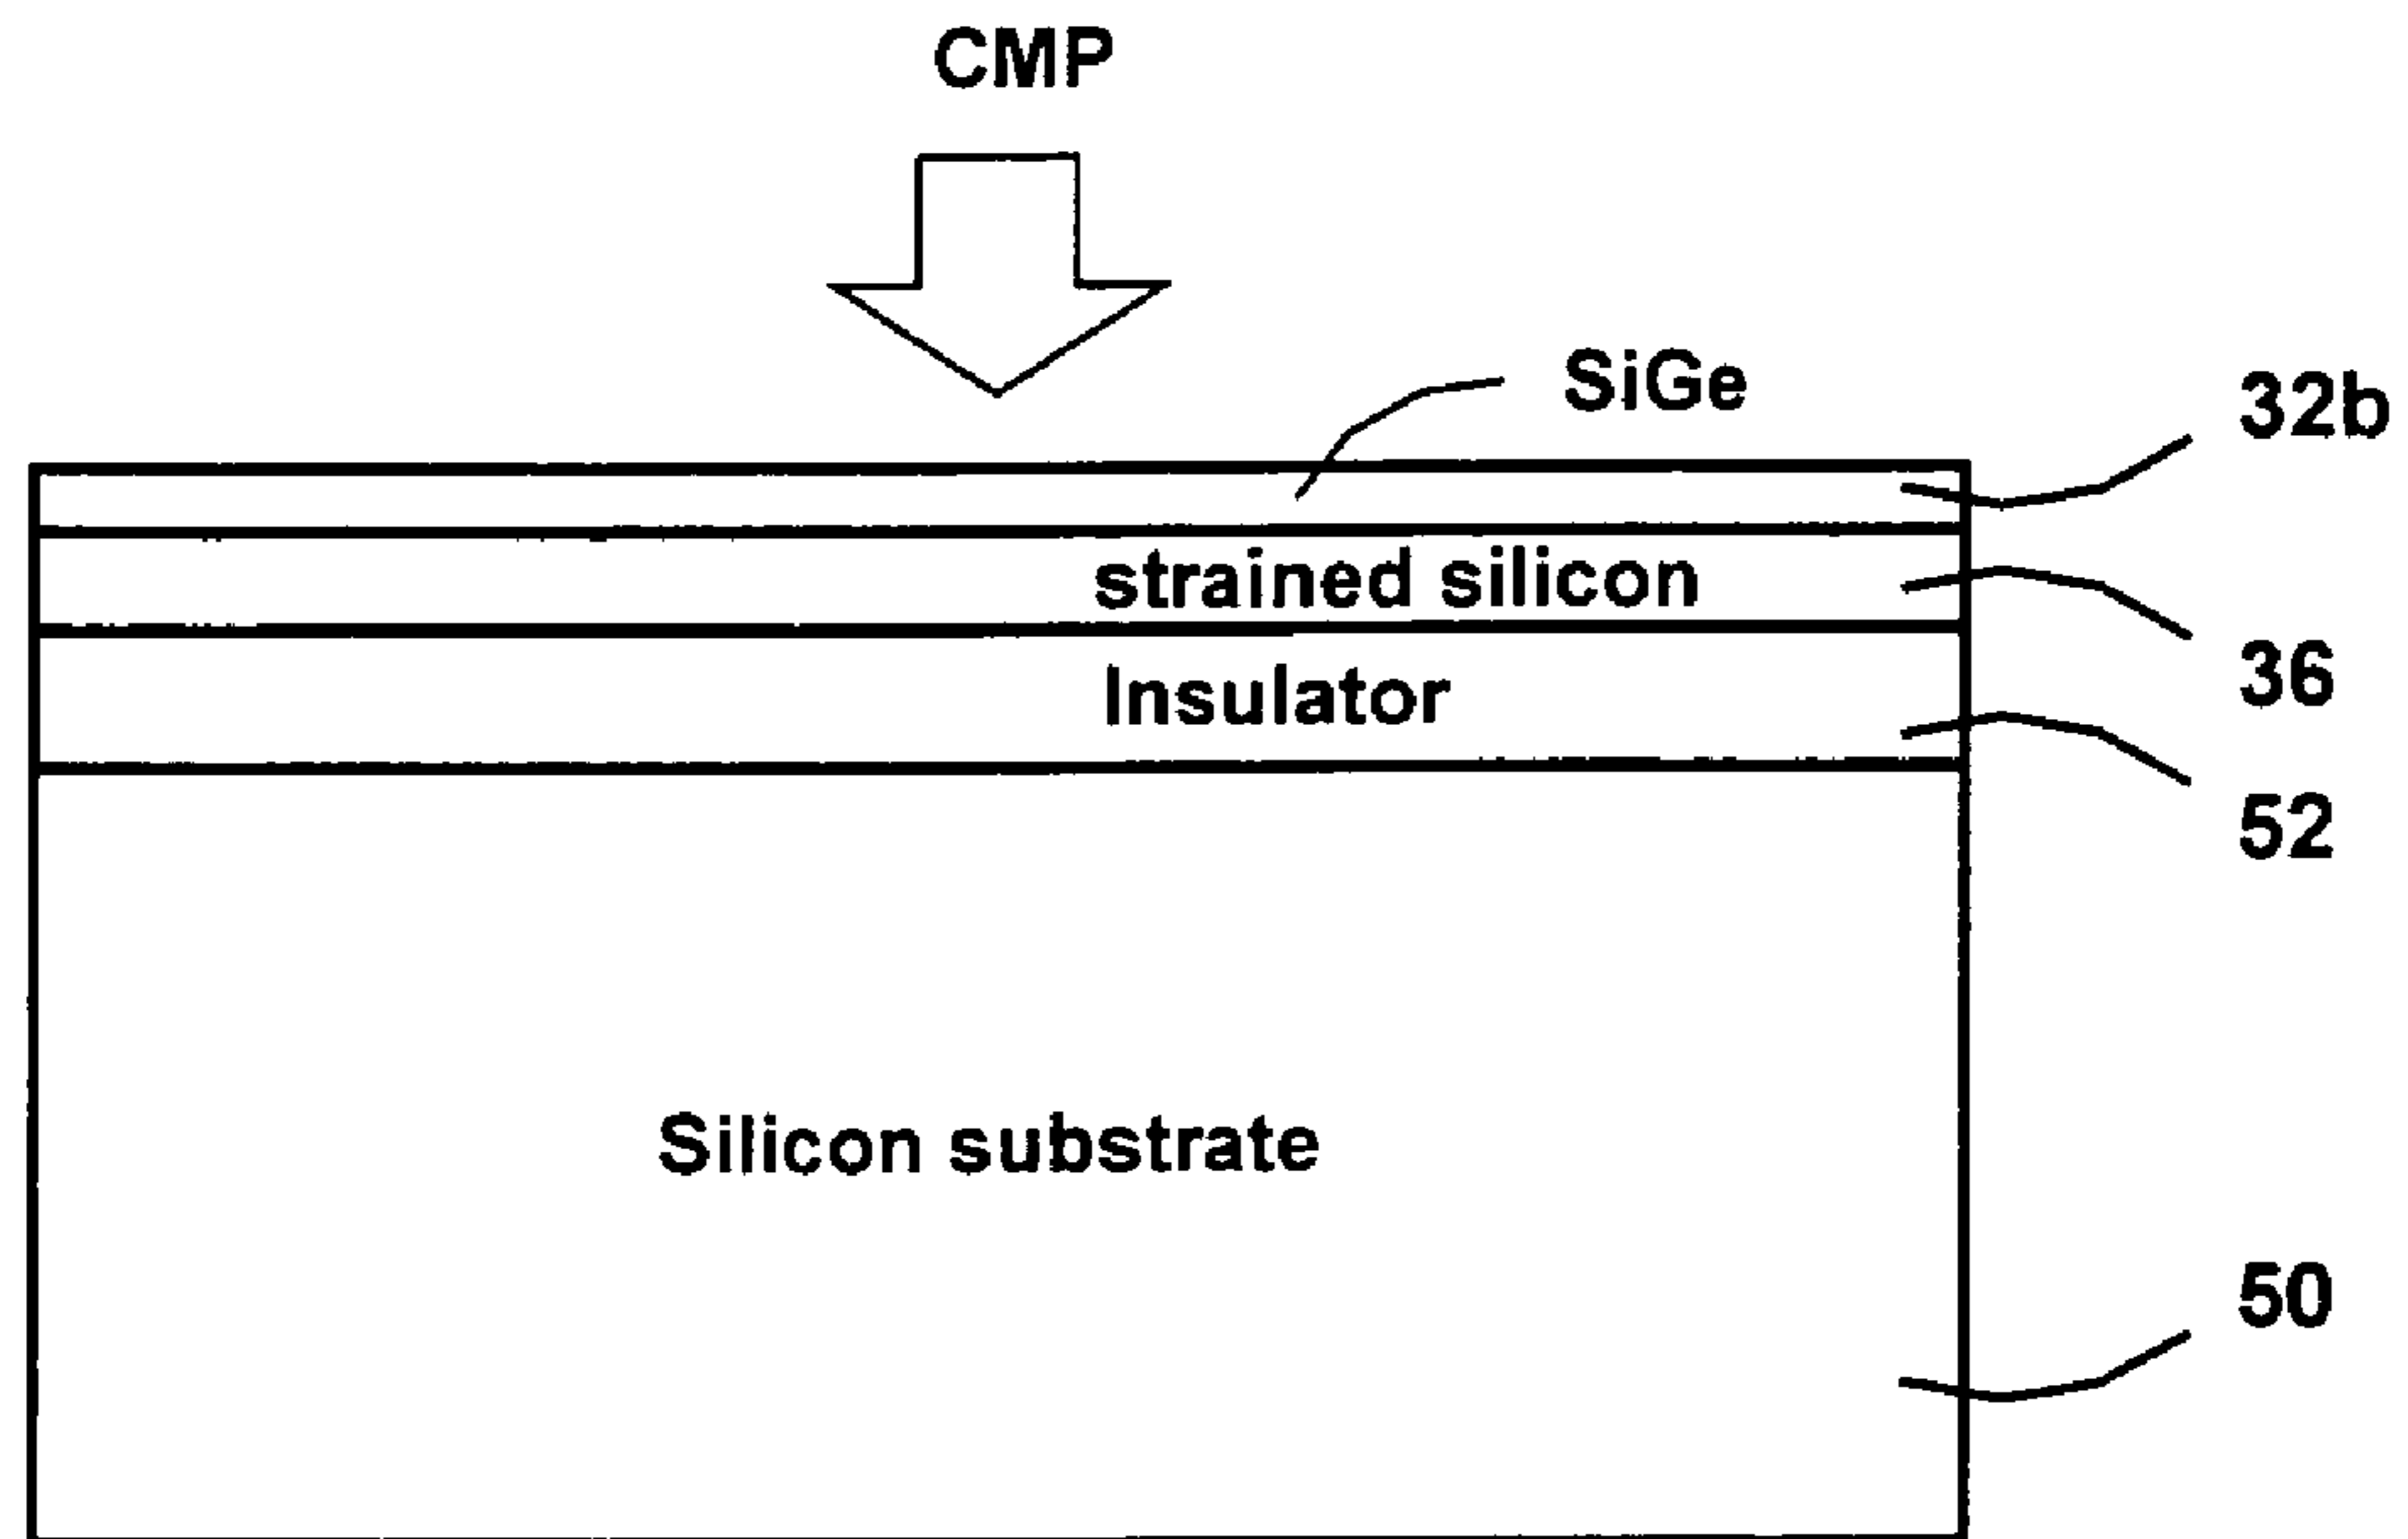 CMP
SiGe
32b
strained silicon
36
Insulator
52
Silicon substrate
50